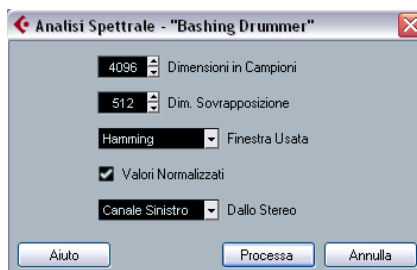 Analisi Spettrale - "Bashing Drummer"
4096 Dimensioni in Campioni
512 Dim. Sovrapposizione
Hamming Finestra Usata
Valori Normalizzati
Canale Sinistro Dallo Stereo
Aiuto Processa Annulla